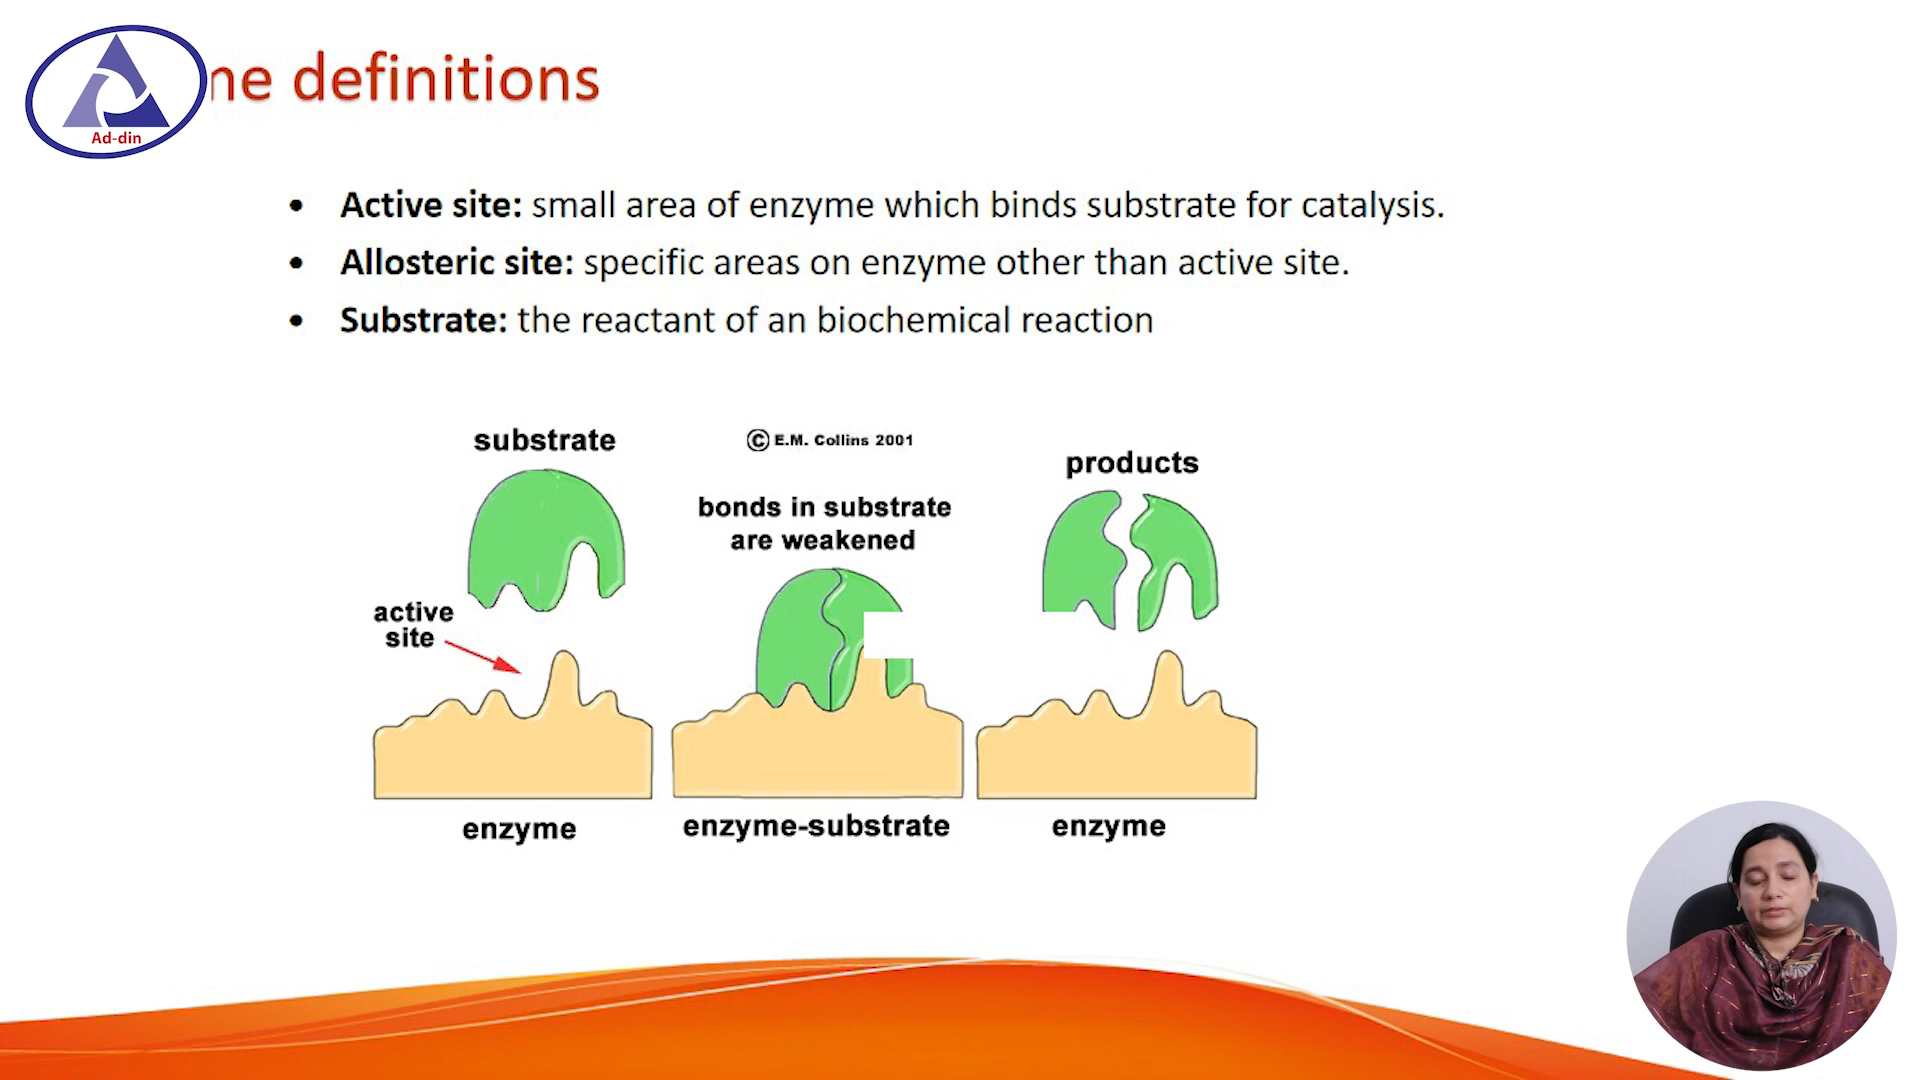 definitions
Ad-din
• Active site: small area of enzyme which binds substrate for catalysis.
• Allosteric site: specific areas on enzyme other than active site.
• Substrate: the reactant of an biochemical reaction
substrate
© E.M. Collins 2001
products
bonds in substrate
are weakened
active
site
enzyme
enzyme-substrate
enzyme